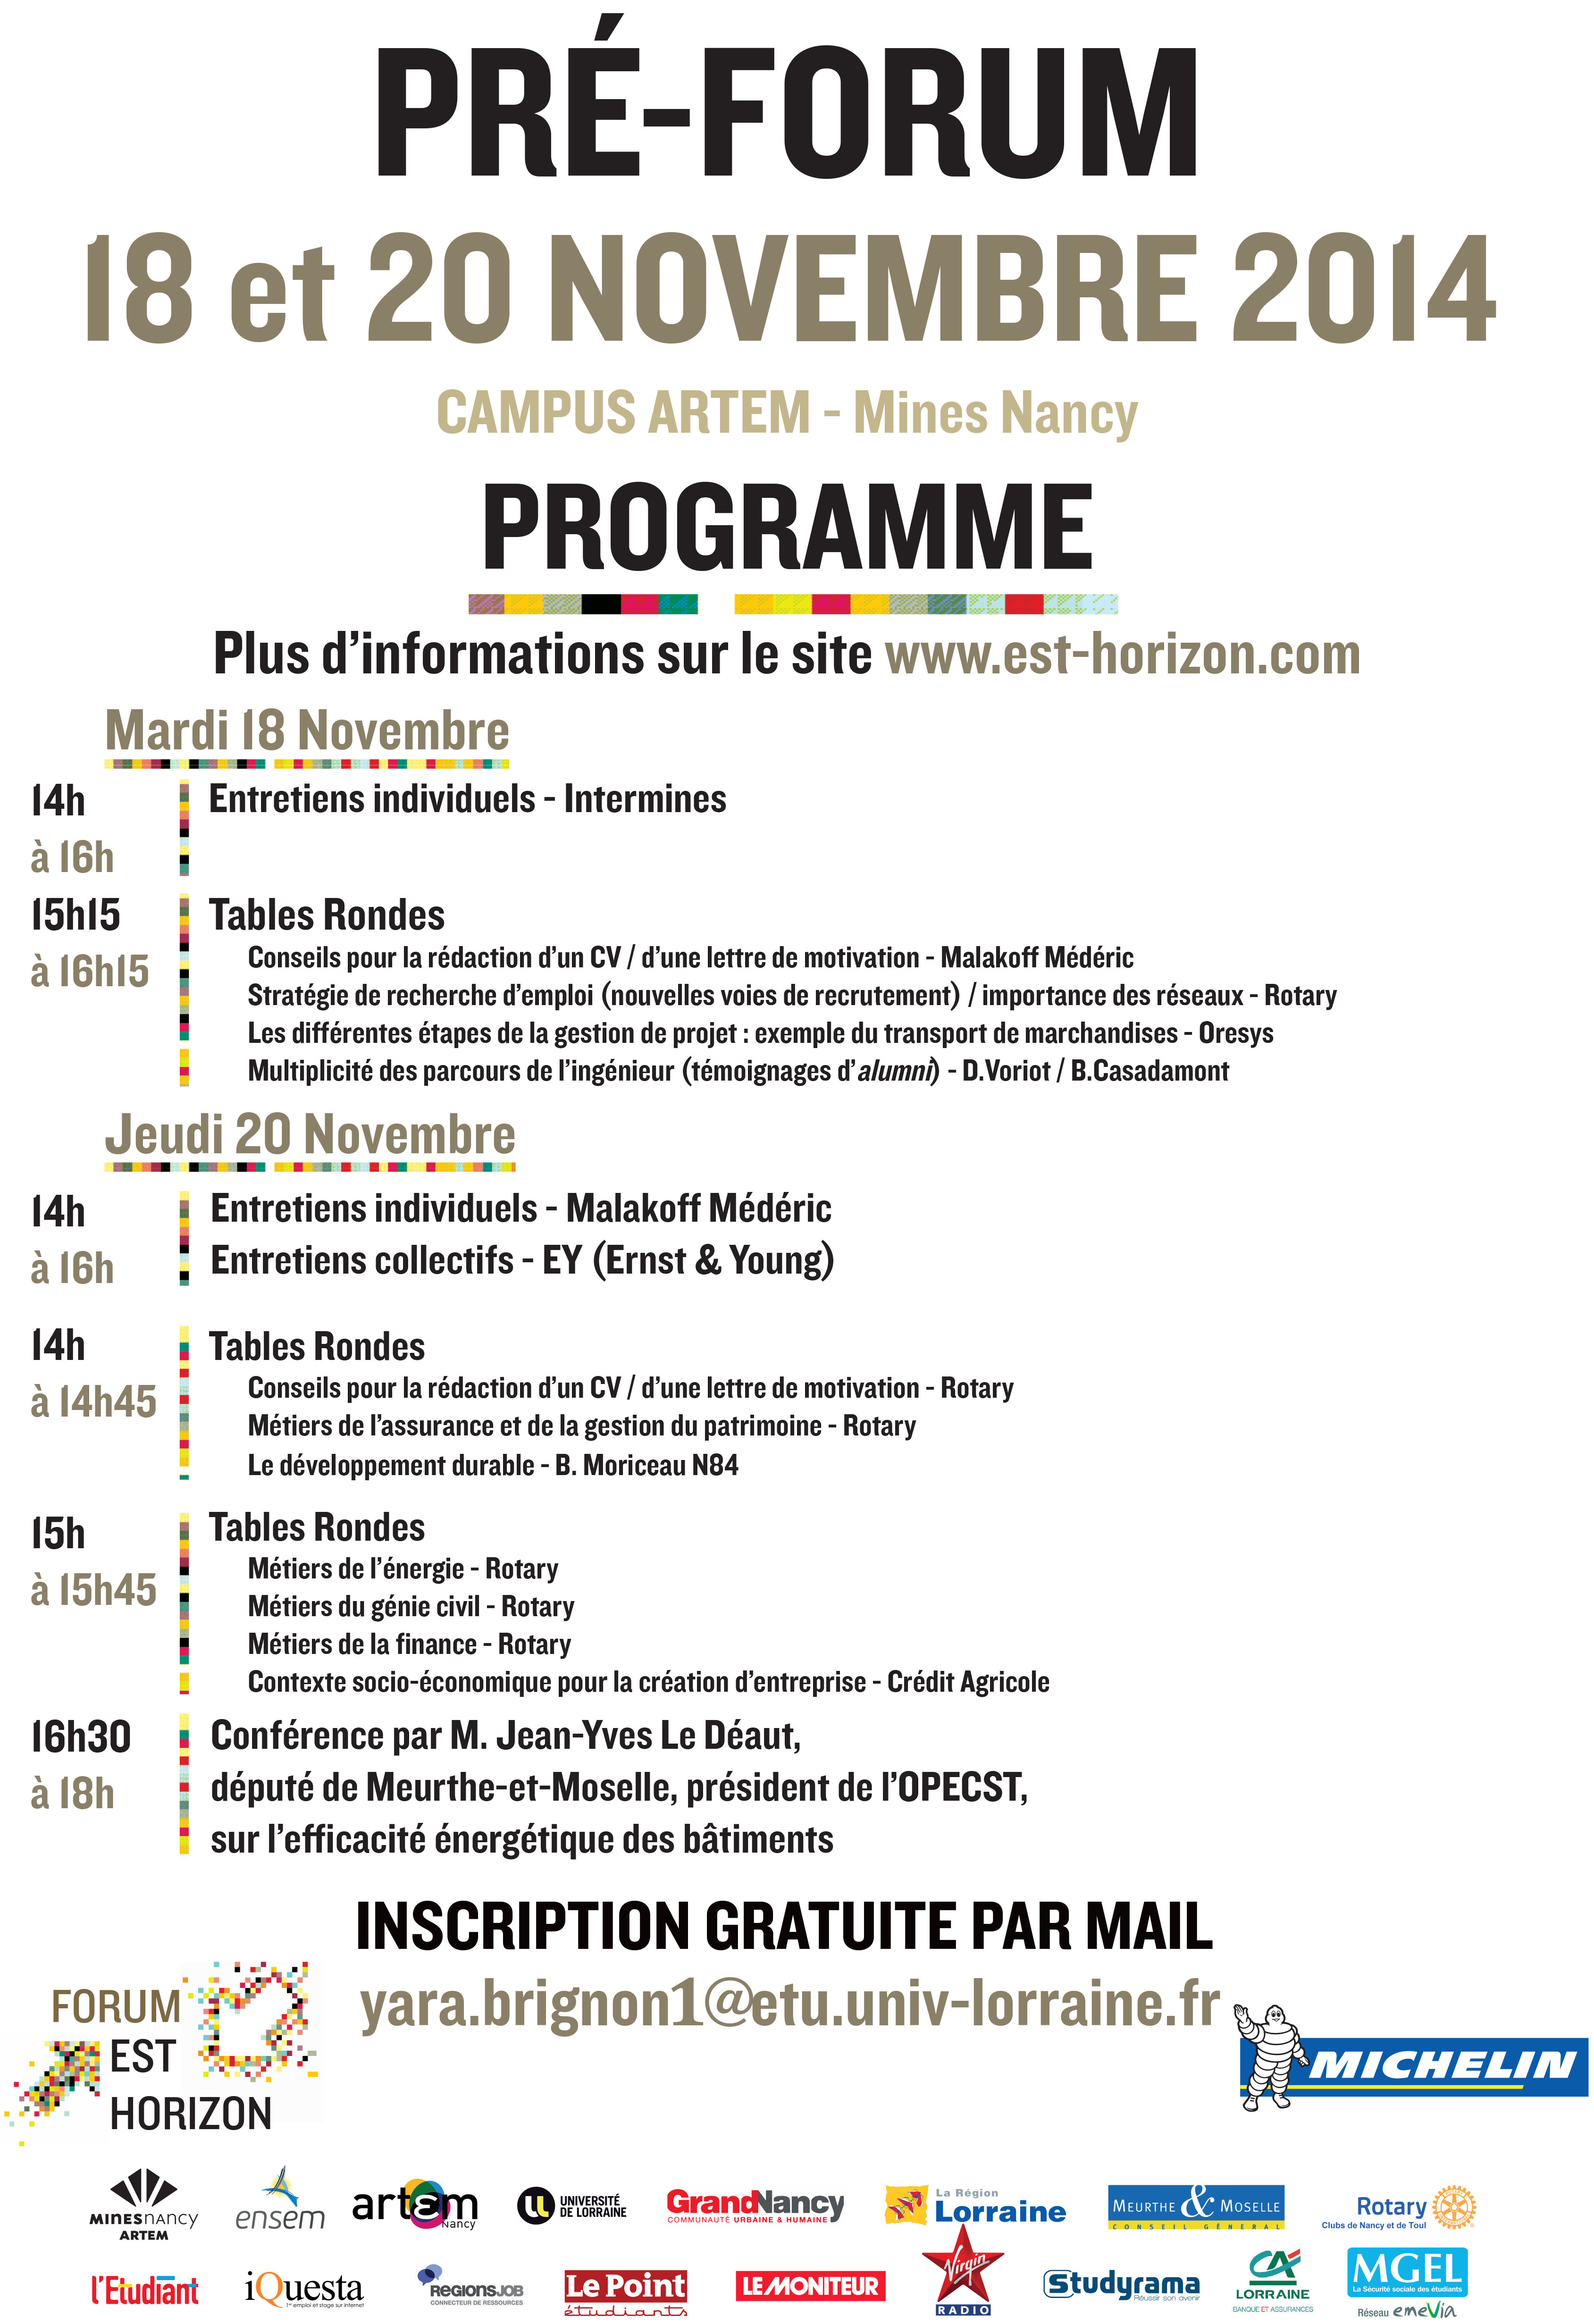 PRÉ-FORUM
18 et 20 NOVEMBRE 2014
CAMPUS ARTEM - Mines Nancy
PROGRAMME
Plus d’informations sur le site www.est-horizon.com
Mardi 18 Novembre
14h
à 16h
Entretiens individuels - Intermines
15h15
à 16h15
Tables Rondes
Conseils pour la rédaction d’un CV / d’une lettre de motivation - Malakoff Médéric
Stratégie de recherche d’emploi (nouvelles voies de recrutement) / importance des réseaux - Rotary
Les différentes étapes de la gestion de projet : exemple du transport de marchandises - Oresys
Multiplicité des parcours de l’ingénieur (témoignages d’alumni) - D.Voriot / B.Casadamont
Jeudi 20 Novembre
14h
à 16h
Entretiens individuels - Malakoff Médéric
Entretiens collectifs - EY (Ernst & Young)
14h
à 14h45
Tables Rondes
Conseils pour la rédaction d’un CV / d’une lettre de motivation - Rotary
Métiers de l’assurance et de la gestion du patrimoine - Rotary
Le développement durable - B. Moriceau N84
15h
à 15h45
Tables Rondes
Métiers de l’énergie - Rotary
Métiers du génie civil - Rotary
Métiers de la finance - Rotary
Contexte socio-économique pour la création d’entreprise - Crédit Agricole
16h30
à 18h
Conférence par M. Jean-Yves Le Déaut,
député de Meurthe-et-Moselle, président de l’OPECST,
sur l’efficacité énergétique des bâtiments
INSCRIPTION GRATUITE PAR MAIL
yara.brignon1@etu.univ-lorraine.fr
FORUM
EST
HORIZON
MICHELIN
MINESNANCY
ARTEM
ensem
artem
Nancy
UNIVERSITÉ
DE LORRAINE
GrandNancy
COMMUNAUTÉ URBAINE & HUMAINE
La Région
Lorraine
MEURTHE & MOSELLE
CONSEIL GÉNÉRAL
Rotary
Clubs de Nancy et de Toul
l'Etudiant
iQuesta
1er emploi et stage sur internet
REGIONSJOB
CONNECTEUR DE RESSOURCES
Le Point
étudiants
LE MONITEUR
Virgin
RADIO
Studyrama
Réussir son avenir
CA
LORRAINE
BANQUE ET ASSURANCES
MGEL
La Sécurité sociale des étudiants
Réseau emeVia